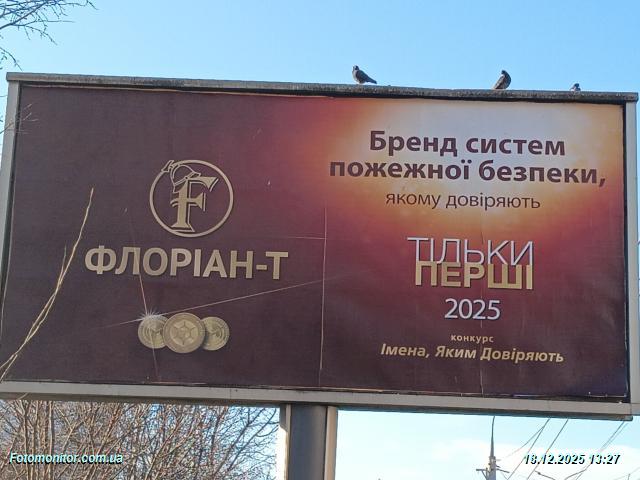 F
ФЛОРІАН-Т
Бренд систем
пожежної безпеки,
якому довіряють
ТІЛЬКИ
ПЕРШІ
2025
конкурс
Імена, Яким Довіряють
Fotomonitor.com.ua
18.12.2025 13:27